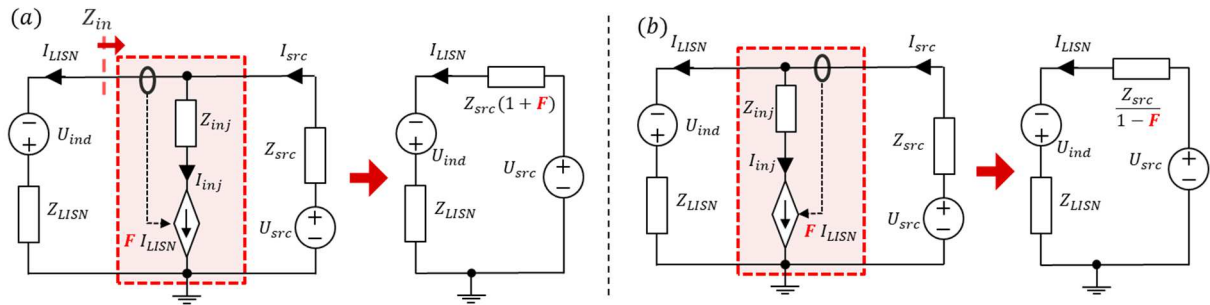 (a)
Z_in
I_LISN
I_src
Z_inj
I_inj
U_ind
Z_LISN
Z_src
U_src
F I_LISN
I_LISN
Z_src(1 + F)
U_ind
Z_LISN
U_src
(b)
I_LISN
I_src
Z_inj
I_inj
U_ind
Z_LISN
Z_src
U_src
F I_LISN
I_LISN
Z_src
1 − F
U_ind
Z_LISN
U_src